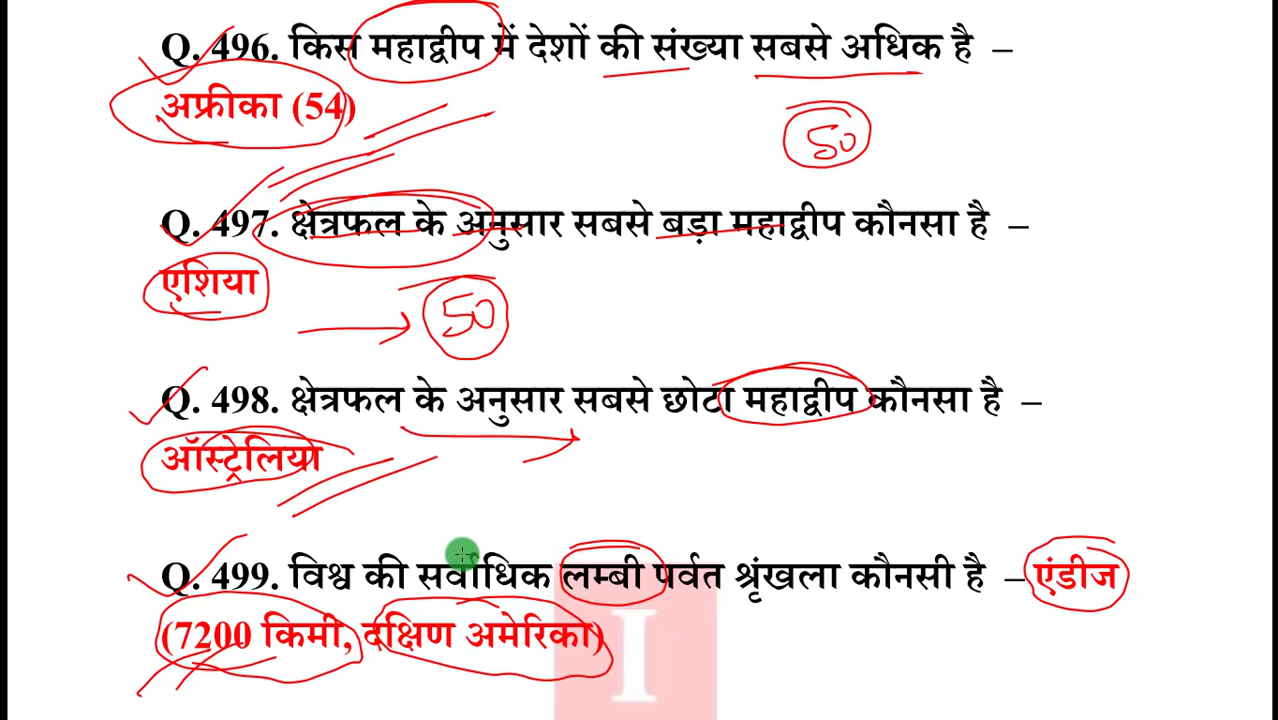 Q. 496. किस महाद्वीप में देशों की संख्या सबसे अधिक है –
अफ्रीका (54)
50
Q. 497. क्षेत्रफल के अनुसार सबसे बड़ा महाद्वीप कौनसा है –
एशिया
50
Q. 498. क्षेत्रफल के अनुसार सबसे छोटा महाद्वीप कौनसा है –
ऑस्ट्रेलिया
Q. 499. विश्व की सर्वाधिक लम्बी पर्वत श्रृंखला कौनसी है – एंडीज
(7200 किमी, दक्षिण अमेरिका)
I